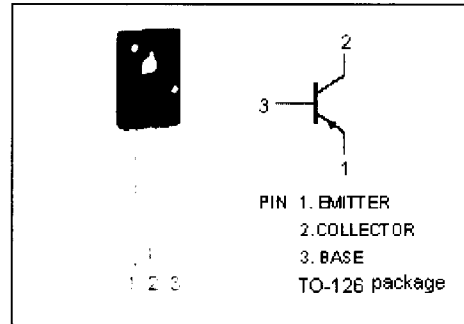 2
3
1
PIN 1. EMITTER
2. COLLECTOR
3. BASE
TO-126 package
1 2 3